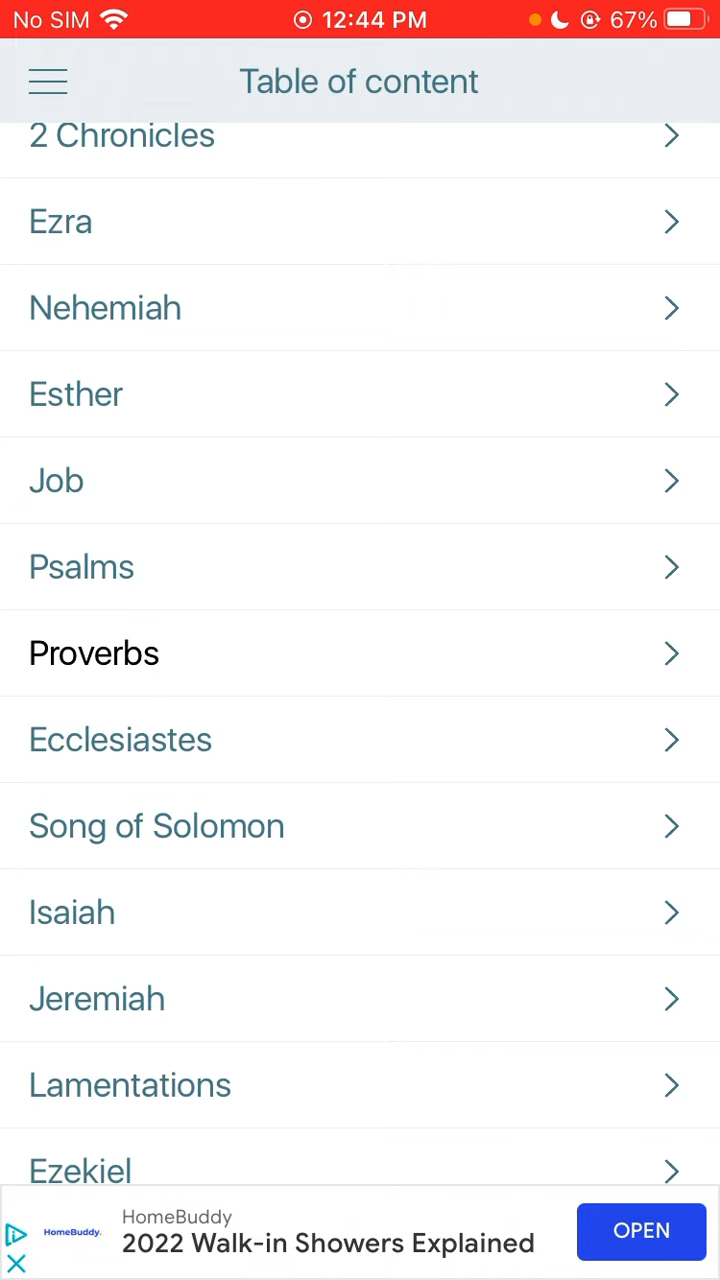 No SIM 12:44 PM 67%
Table of content
2 Chronicles
Ezra
Nehemiah
Esther
Job
Psalms
Proverbs
Ecclesiastes
Song of Solomon
Isaiah
Jeremiah
Lamentations
Ezekiel
HomeBuddy.
HomeBuddy
2022 Walk-in Showers Explained
OPEN